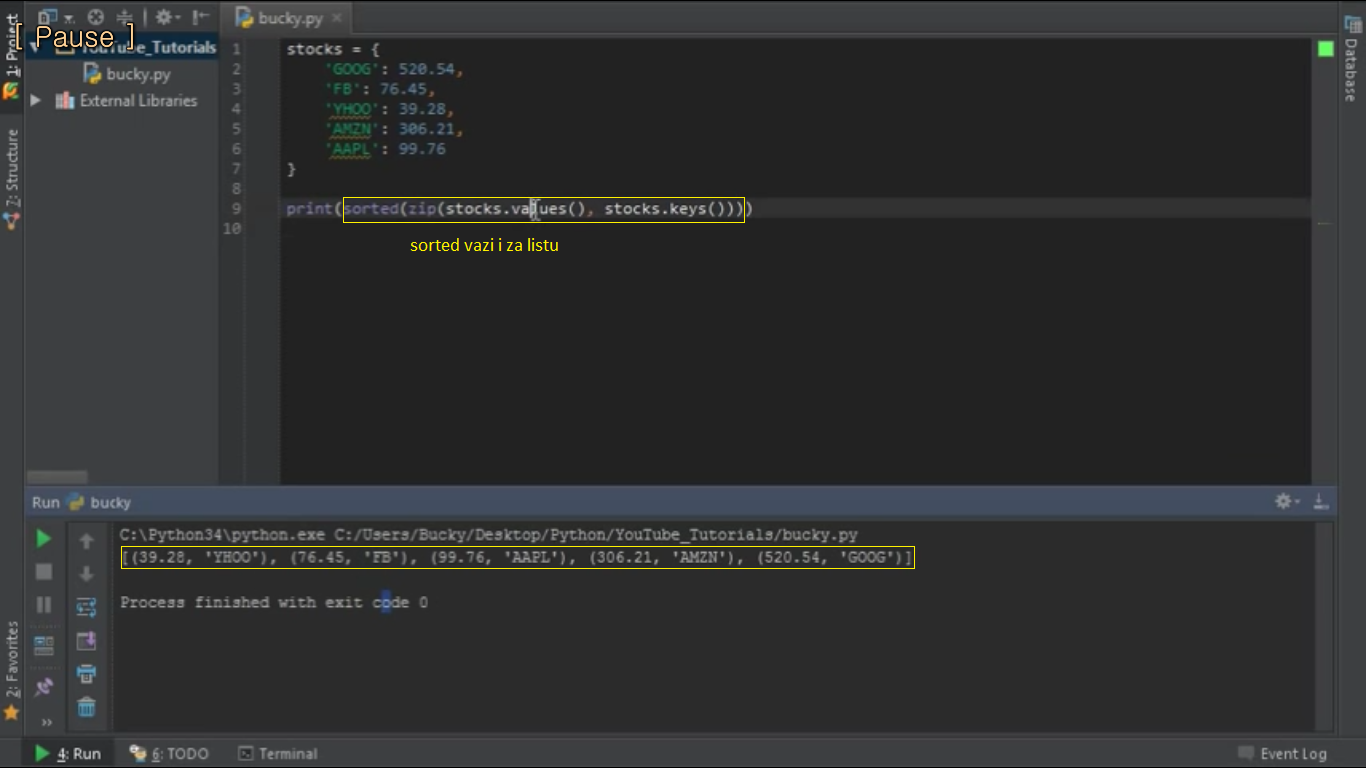 [ Pause ]
1: Project
YouTube_Tutorials
bucky.py
External Libraries
7: Structure
2: Favorites
bucky.py
1 stocks = {
2 'GOOG': 520.54,
3 'FB': 76.45,
4 'YHOO': 39.28,
5 'AMZN': 306.21,
6 'AAPL': 99.76
7 }
8
9 print(sorted(zip(stocks.values(), stocks.keys())))
10
sorted vazi i za listu
Database
Run bucky
C:\Python34\python.exe C:/Users/Bucky/Desktop/Python/YouTube_Tutorials/bucky.py
[(39.28, 'YHOO'), (76.45, 'FB'), (99.76, 'AAPL'), (306.21, 'AMZN'), (520.54, 'GOOG')]
Process finished with exit code 0
4: Run 6: TODO Terminal Event Log